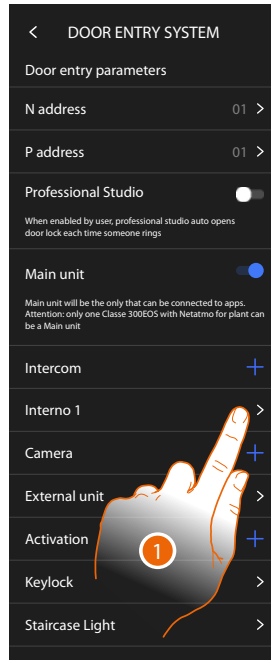 DOOR ENTRY SYSTEM
Door entry parameters
N address 01
P address 01
Professional Studio
When enabled by user, professional studio auto opens
door lock each time someone rings
Main unit
Main unit will be the only that can be connected to apps.
Attention: only one Classe 300EOS with Netatmo for plant can
be a Main unit
Intercom
Interno 1
Camera
External unit
Activation
1
Keylock
Staircase Light